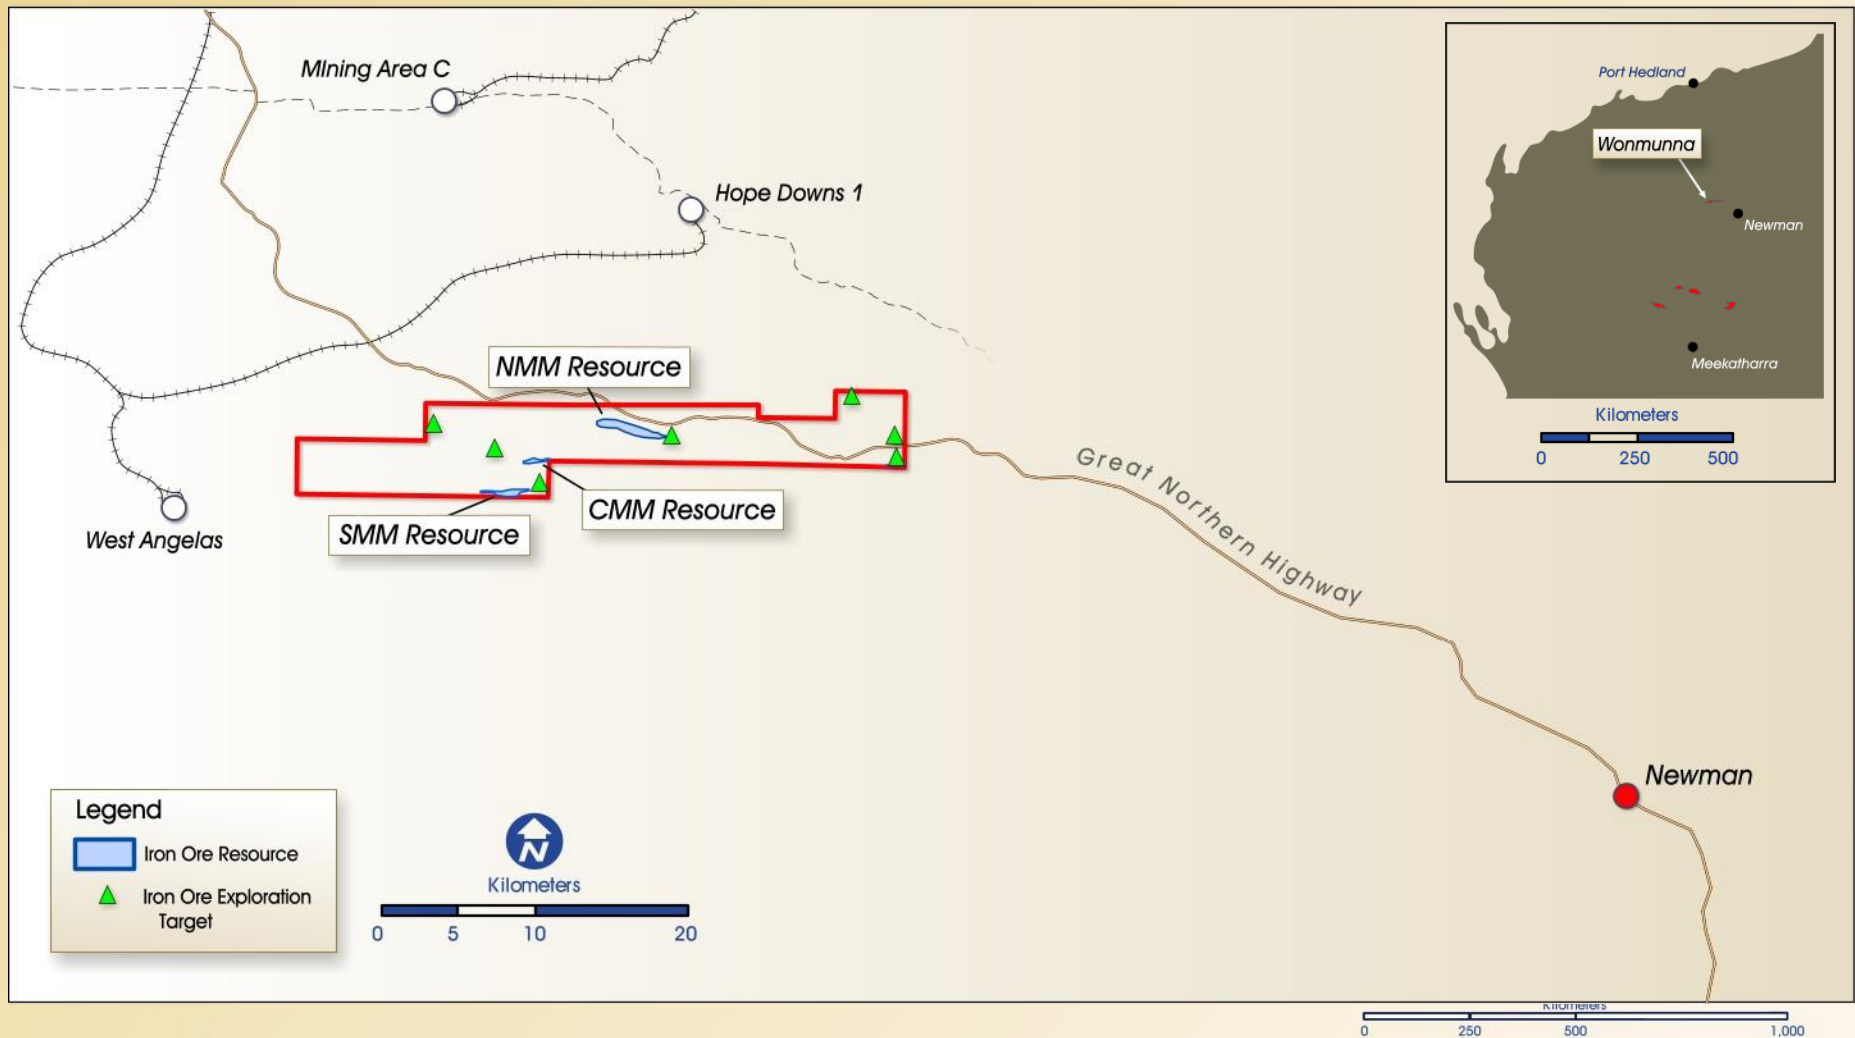 MIning Area C
Hope Downs 1
NMM Resource
CMM Resource
SMM Resource
West Angelas
Great Northern Highway
Newman
Port Hedland
Wonmunna
Newman
Meekatharra
Kilometers
0 250 500
Legend
Iron Ore Resource
Iron Ore Exploration
Target
N
Kilometers
0 5 10 20
Kilometers
0 250 500 1,000